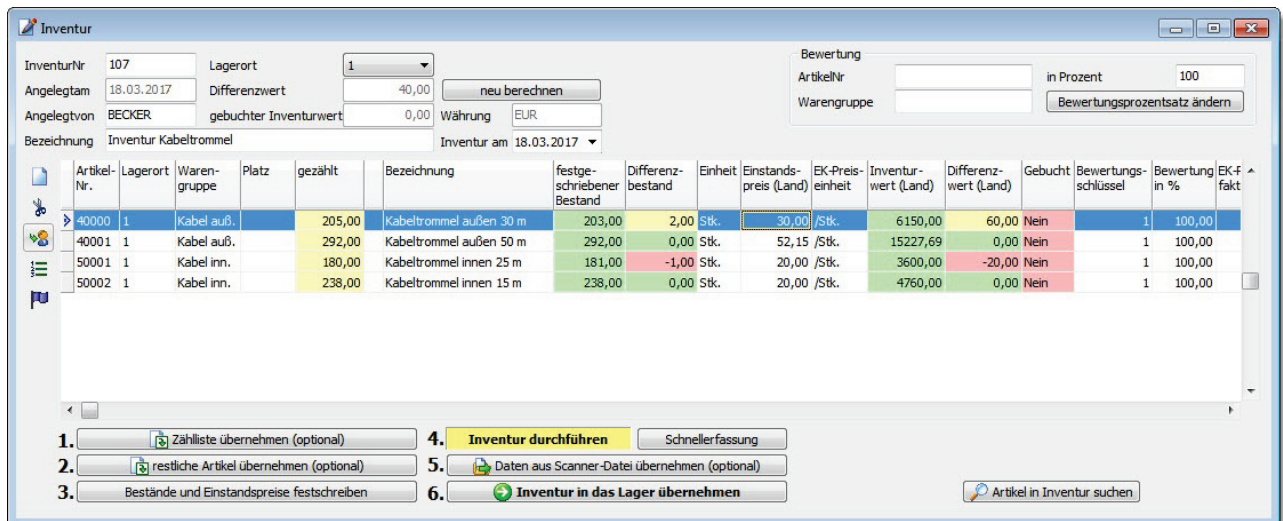 Inventur
InventurNr 107 Lagerort 1
Angelegtam 18.03.2017 Differenzwert 40,00 neu berechnen
Angelegtvon BECKER gebuchter Inventurwert 0,00 Währung EUR
Bezeichnung Inventur Kabeltrommel Inventur am 18.03.2017
Bewertung
ArtikelNr in Prozent 100
Warengruppe Bewertungsprozentsatz ändern
Artikel-Nr. Lagerort Waren-gruppe Platz gezählt Bezeichnung festge-schriebener Bestand Differenz-bestand Einheit Einstands-preis (Land) EK-Preis-einheit Inventur-wert (Land) Differenz-wert (Land) Gebucht Bewertungs-schlüssel Bewertung in % EK-P fakt
40000 1 Kabel auß. 205,00 Kabeltrommel außen 30 m 203,00 2,00 Stk. 30,00 /Stk. 6150,00 60,00 Nein 1 100,00
40001 1 Kabel auß. 292,00 Kabeltrommel außen 50 m 292,00 0,00 Stk. 52,15 /Stk. 15227,69 0,00 Nein 1 100,00
50001 1 Kabel inn. 180,00 Kabeltrommel innen 25 m 181,00 -1,00 Stk. 20,00 /Stk. 3600,00 -20,00 Nein 1 100,00
50002 1 Kabel inn. 238,00 Kabeltrommel innen 15 m 238,00 0,00 Stk. 20,00 /Stk. 4760,00 0,00 Nein 1 100,00
1. Zählliste übernehmen (optional) 4. Inventur durchführen Schnellerfassung
2. restliche Artikel übernehmen (optional) 5. Daten aus Scanner-Datei übernehmen (optional)
3. Bestände und Einstandspreise festschreiben 6. Inventur in das Lager übernehmen Artikel in Inventur suchen